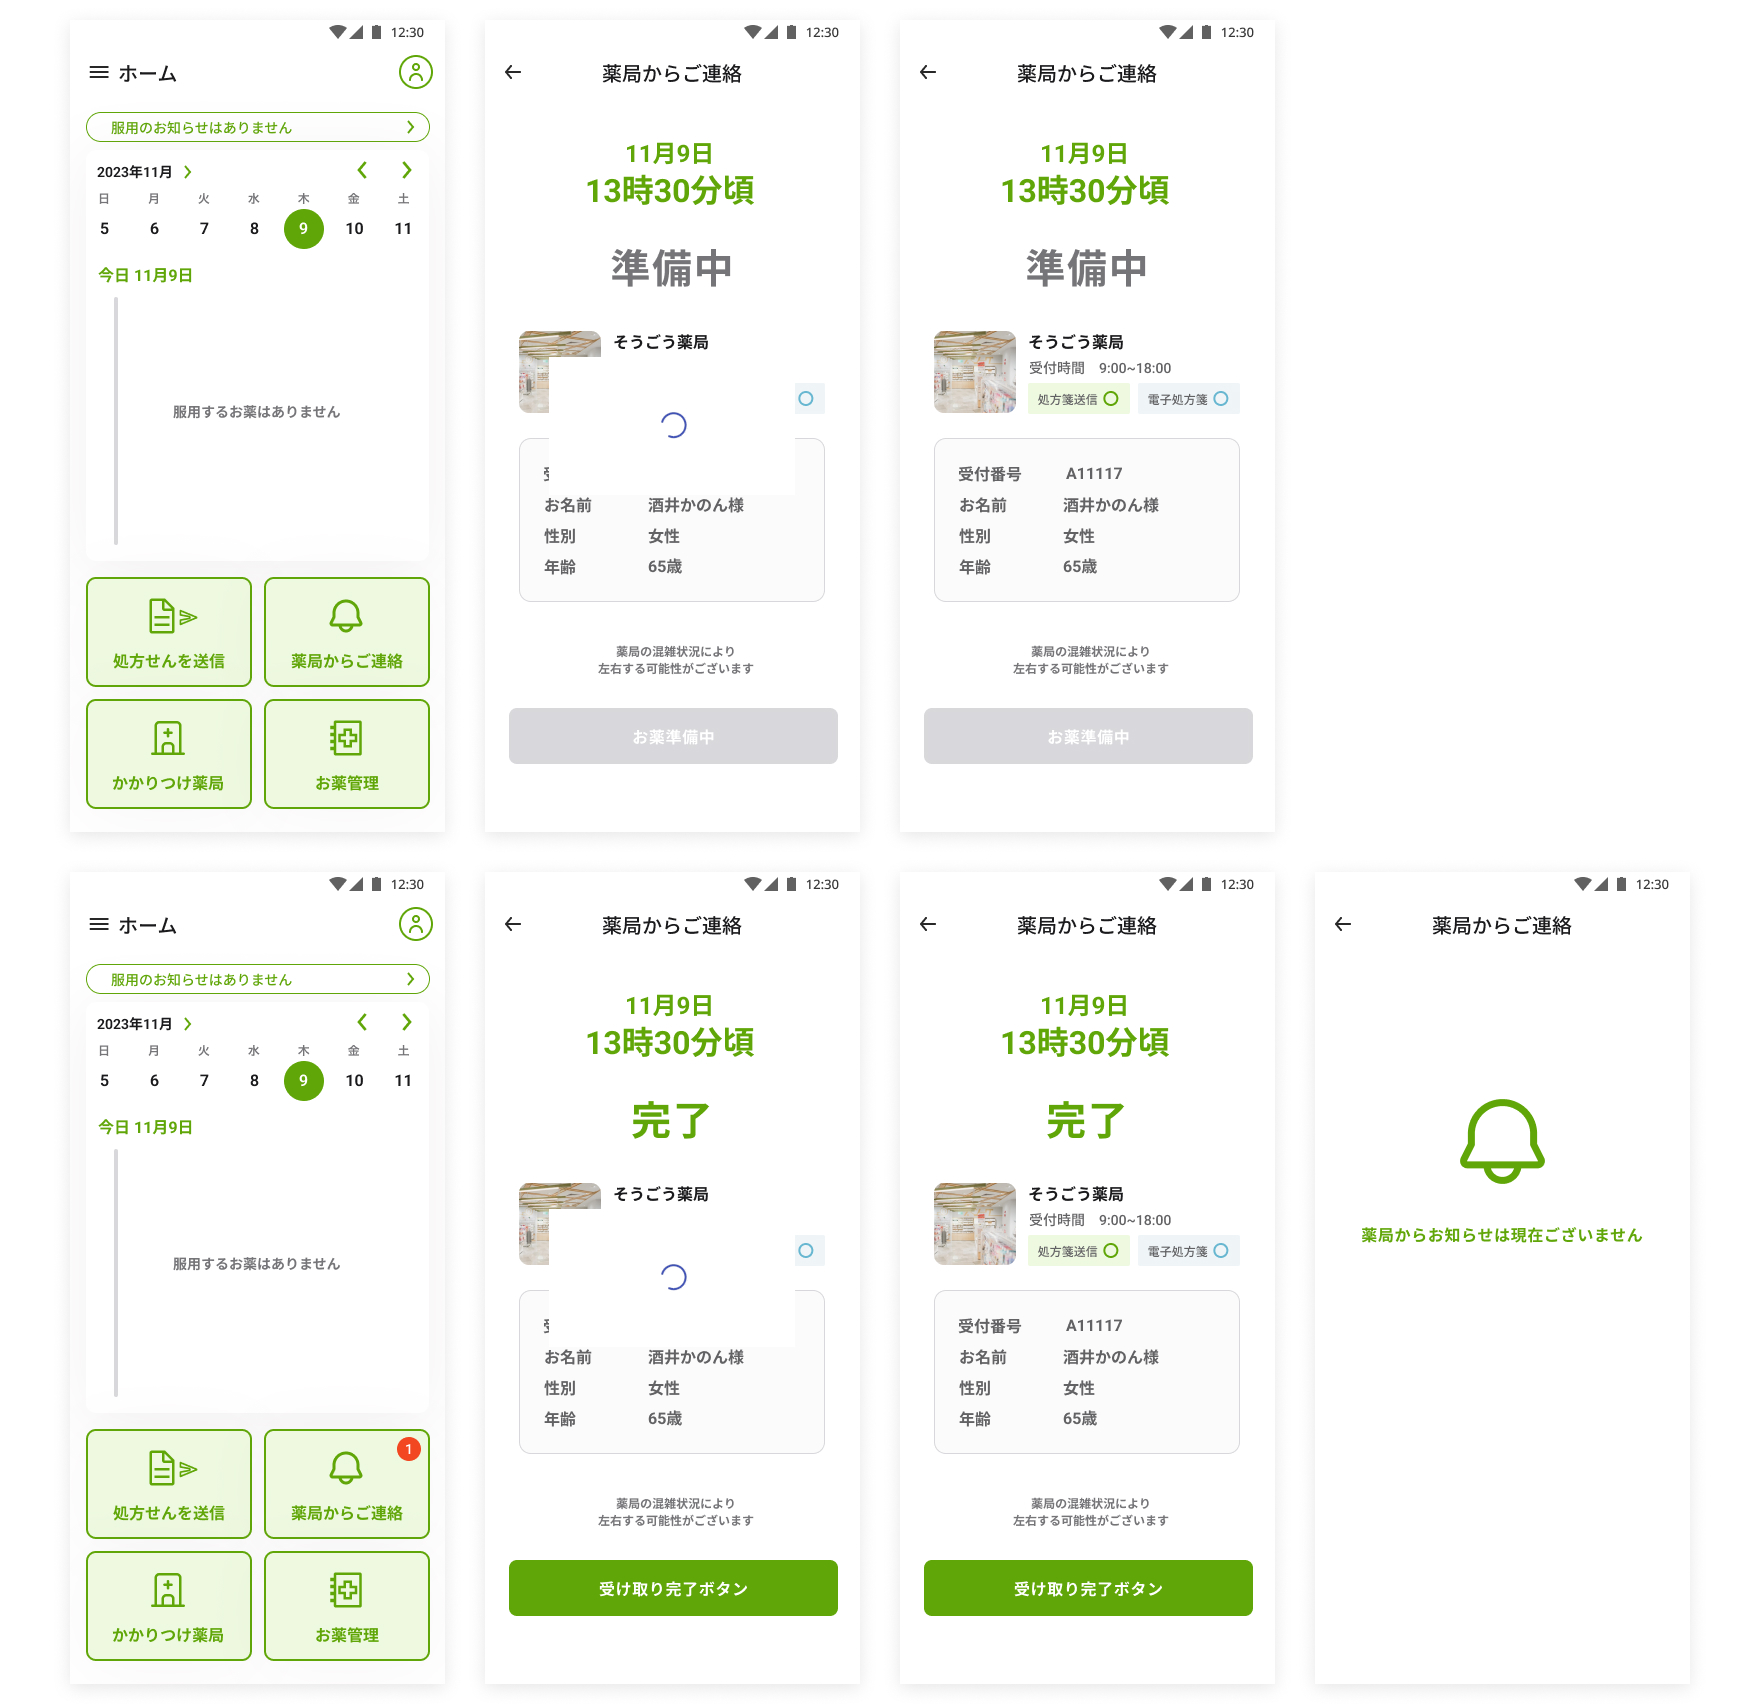 12:30
ホーム
服用のお知らせはありません
2023年11月
日 月 火 水 木 金 土
5 6 7 8 9 10 11
今日 11月9日
服用するお薬はありません
処方せんを送信
薬局からご連絡
かかりつけ薬局
お薬管理
12:30
薬局からご連絡
11月9日
13時30分頃
準備中
そうごう薬局
お名前 酒井かのん様
性別 女性
年齢 65歳
薬局の混雑状況により
左右する可能性がございます
お薬準備中
12:30
薬局からご連絡
11月9日
13時30分頃
準備中
そうごう薬局
受付時間 9:00~18:00
処方箋送信 電子処方箋
受付番号 A11117
お名前 酒井かのん様
性別 女性
年齢 65歳
薬局の混雑状況により
左右する可能性がございます
お薬準備中
12:30
ホーム
服用のお知らせはありません
2023年11月
日 月 火 水 木 金 土
5 6 7 8 9 10 11
今日 11月9日
服用するお薬はありません
処方せんを送信
1
薬局からご連絡
かかりつけ薬局
お薬管理
12:30
薬局からご連絡
11月9日
13時30分頃
完了
そうごう薬局
お名前 酒井かのん様
性別 女性
年齢 65歳
薬局の混雑状況により
左右する可能性がございます
受け取り完了ボタン
12:30
薬局からご連絡
11月9日
13時30分頃
完了
そうごう薬局
受付時間 9:00~18:00
処方箋送信 電子処方箋
受付番号 A11117
お名前 酒井かのん様
性別 女性
年齢 65歳
薬局の混雑状況により
左右する可能性がございます
受け取り完了ボタン
12:30
薬局からご連絡
薬局からお知らせは現在ございません